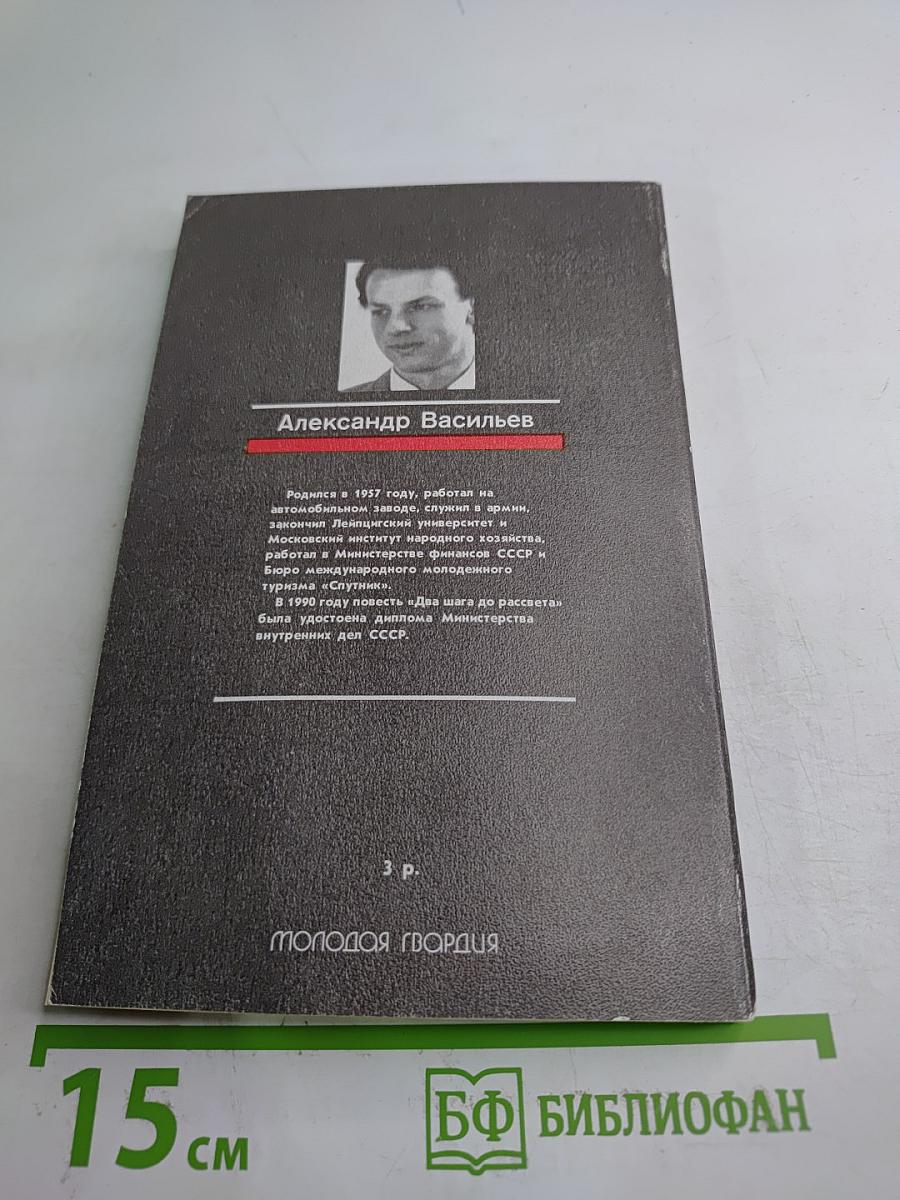 Александр Васильев
Родился в 1957 году, работал на
автомобильном заводе, служил в армии,
закончил Лейпцигский университет и
Московский институт народного хозяйства,
работал в Министерстве финансов СССР и
Бюро международного молодежного
туризма «Спутник».
В 1990 году повесть «Два шага до рассвета»
была удостоена диплома Министерства
внутренних дел СССР.
3 р.
МОЛОДАЯ ГВАРДИЯ
15 см
БФ БИБЛИОФАН